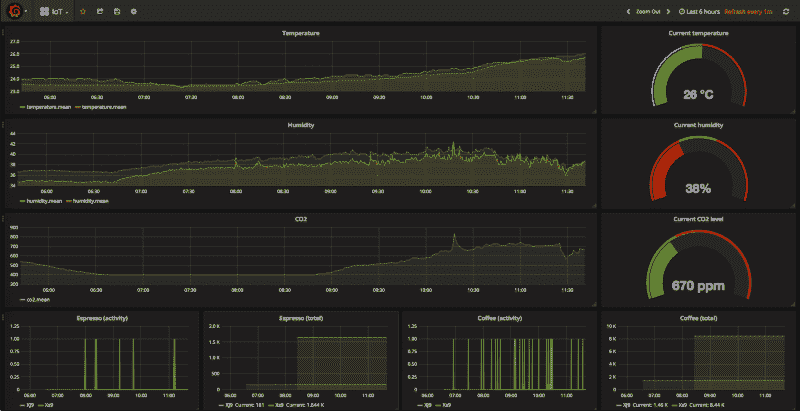 IoT
Zoom Out
Last 6 hours Refresh every 1m
Temperature
27.0
26.0
25.0
24.0
23.0
06:00 06:30 07:00 07:30 08:00 08:30 09:00 09:30 10:00 10:30 11:00 11:30
temperature.mean temperature.mean
Current temperature
26 °C
Humidity
44
42
40
38
36
34
06:00 06:30 07:00 07:30 08:00 08:30 09:00 09:30 10:00 10:30 11:00 11:30
humidity.mean humidity.mean
Current humidity
38%
CO2
900
800
700
600
500
400
300
06:00 06:30 07:00 07:30 08:00 08:30 09:00 09:30 10:00 10:30 11:00 11:30
co2.mean
Current CO2 level
670 ppm
Espresso (activity)
1.25
1.00
0.75
0.50
0.25
0
06:00 07:00 08:00 09:00 10:00 11:00
XJ9 Xs9
Espresso (total)
2.0 K
1.5 K
1.0 K
500
0
06:00 07:00 08:00 09:00 10:00 11:00
XJ9 Current: 161 Xs9 Current: 1.644 K
Coffee (activity)
1.25
1.00
0.75
0.50
0.25
0
06:00 07:00 08:00 09:00 10:00 11:00
XJ9 Xs9
Coffee (total)
10 K
8 K
6 K
4 K
2 K
0
06:00 07:00 08:00 09:00 10:00 11:00
XJ9 Current: 1.46 K Xs9 Current: 8.44 K